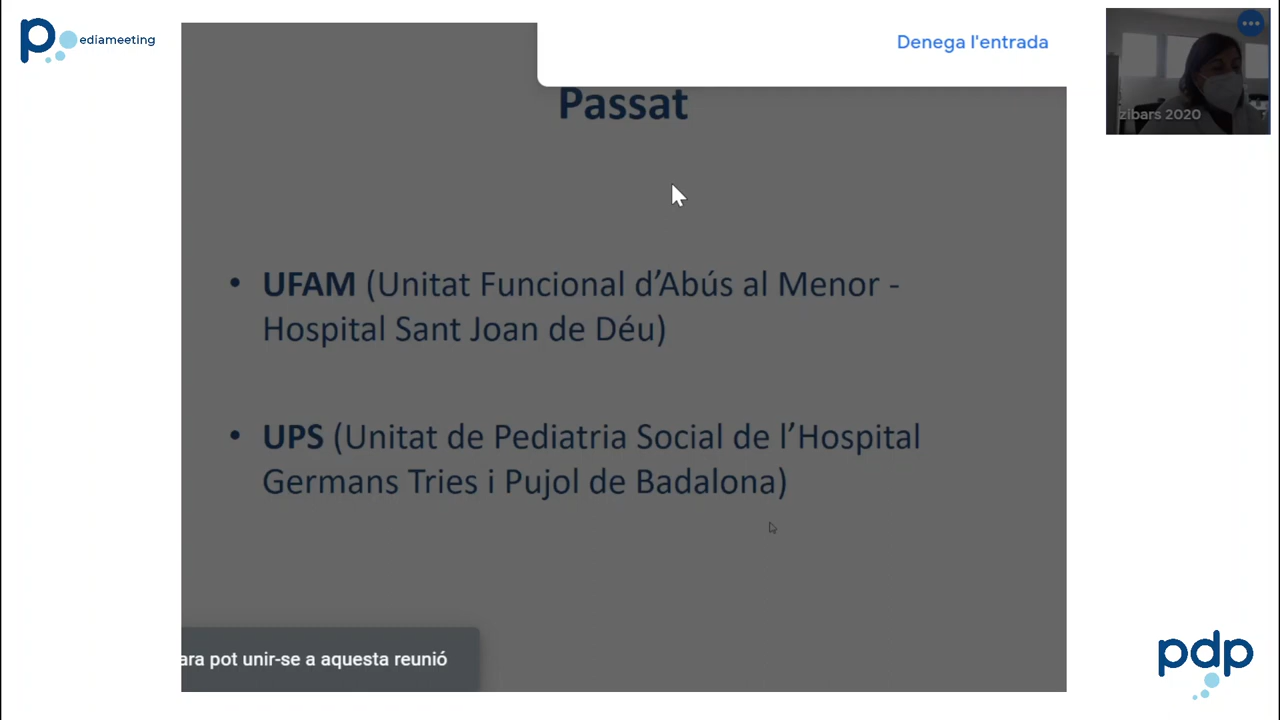 pediameeting
Denega l'entrada
zibars 2020
Passat
• UFAM (Unitat Funcional d’Abús al Menor -
Hospital Sant Joan de Déu)
• UPS (Unitat de Pediatria Social de l’Hospital
Germans Tries i Pujol de Badalona)
ara pot unir-se a aquesta reunió
pdp